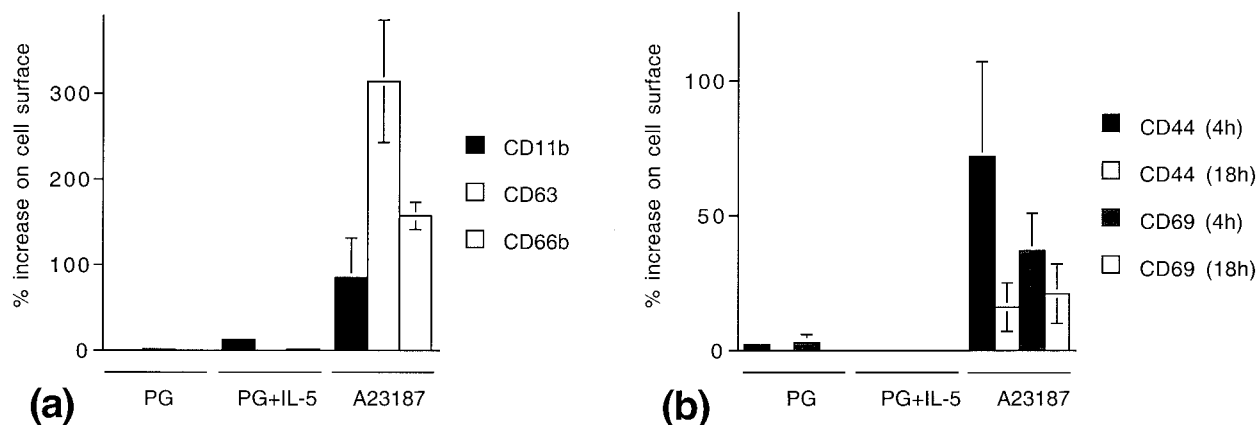 % increase on cell surface
300
200
100
0
PG
PG+IL-5
A23187
CD11b
CD63
CD66b
(a)
% increase on cell surface
100
50
0
PG
PG+IL-5
A23187
CD44 (4h)
CD44 (18h)
CD69 (4h)
CD69 (18h)
(b)